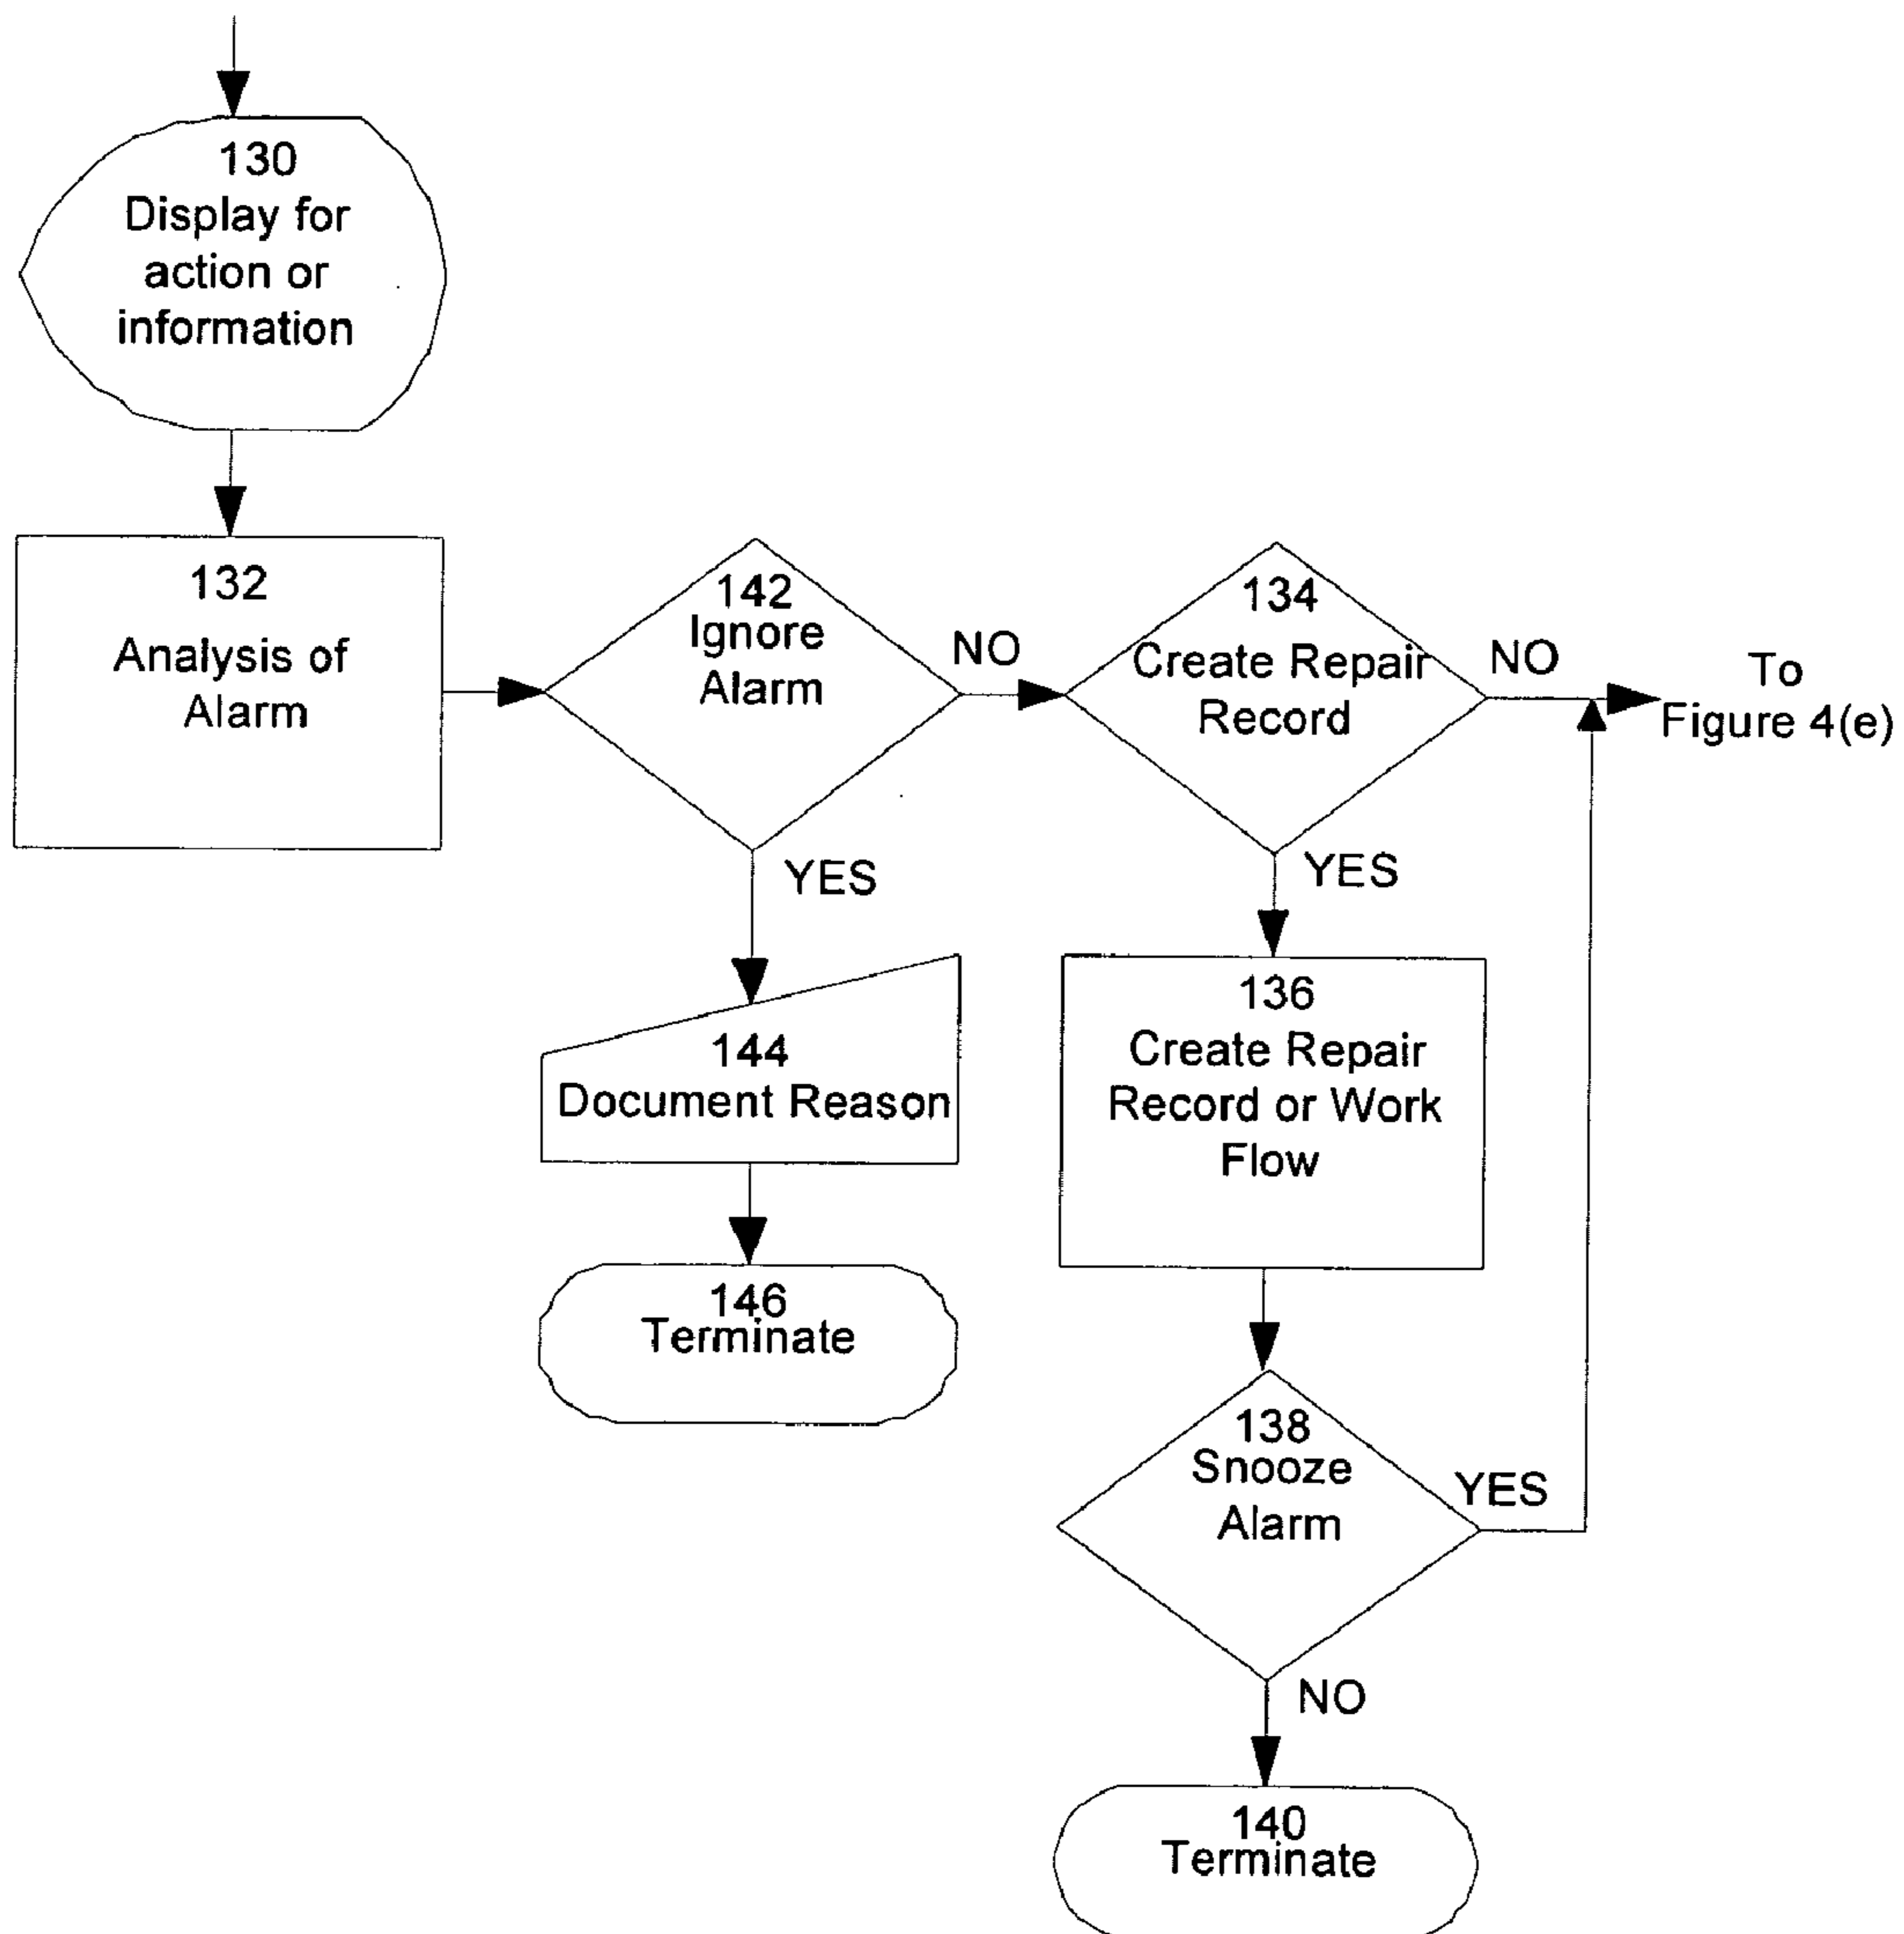 130
Display for
action or
information
132
Analysis of
Alarm
142
Ignore
Alarm
NO
YES
134
Create Repair
Record
NO
YES
To
Figure 4(e)
144
Document Reason
146
Terminate
136
Create Repair
Record or Work
Flow
138
Snooze
Alarm
YES
NO
140
Terminate